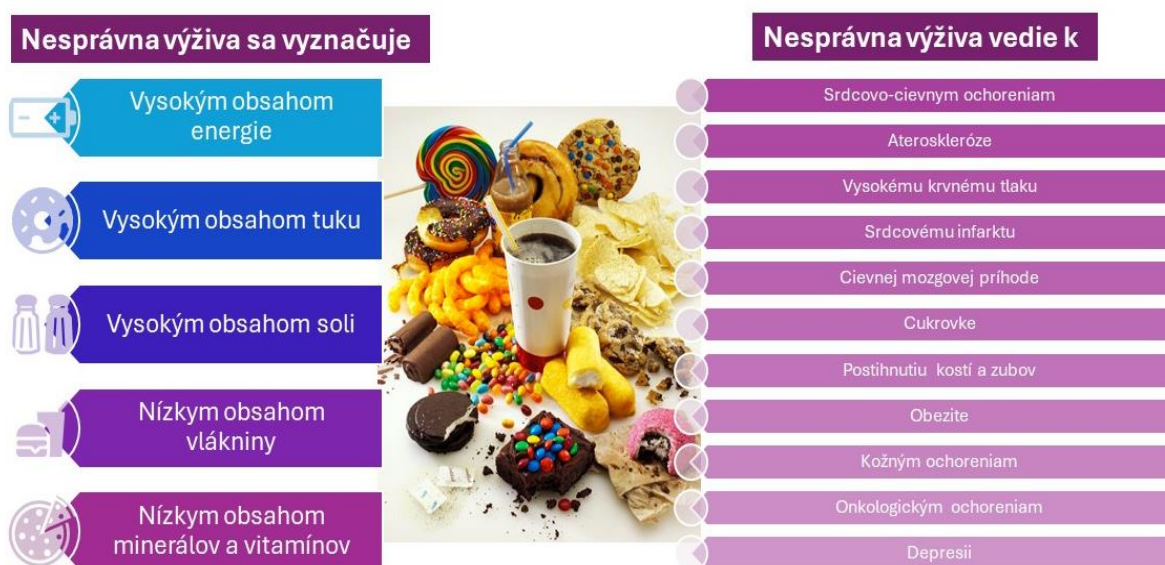 Nesprávna výživa sa vyznačuje
Vysokým obsahom
energie
Vysokým obsahom tuku
Vysokým obsahom soli
Nízkym obsahom
vlákniny
Nízkym obsahom
minerálov a vitamínov
Nesprávna výživa vedie k
Srdcovo-cievnym ochoreniam
Ateroskleróze
Vysokému krvnému tlaku
Srdcovému infarktu
Cievnej mozgovej príhode
Cukrovke
Postihnutiu kostí a zubov
Obezite
Kožným ochoreniam
Onkologickým ochoreniam
Depresii